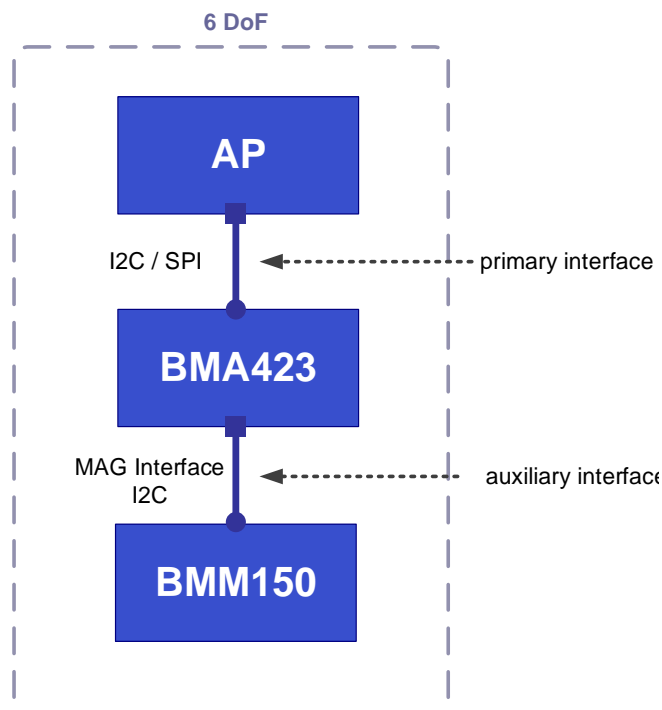 6 DoF
AP
I2C / SPI
primary interface
BMA423
MAG Interface
I2C
auxiliary interface
BMM150